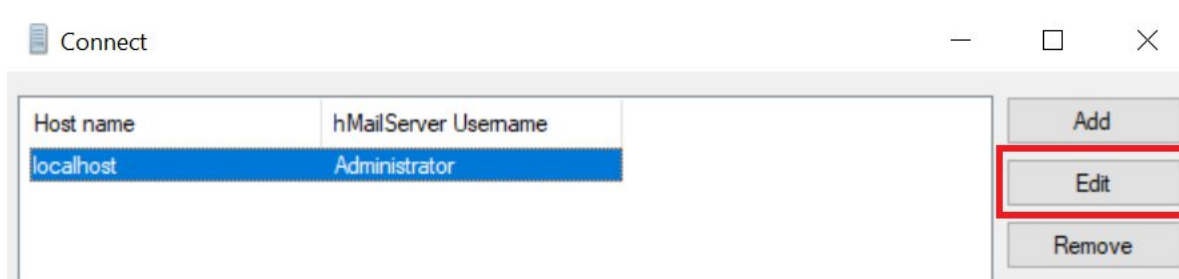 Connect
Host name hMailServer Username
localhost Administrator
Add
Edit
Remove